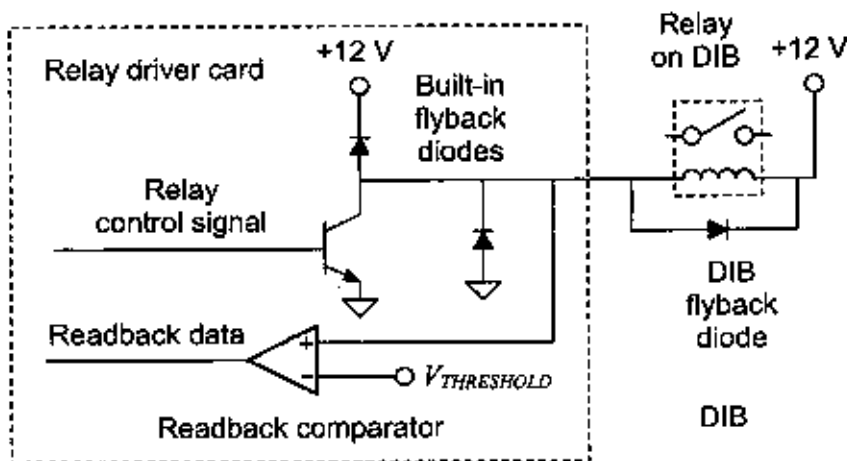 Relay driver card
+12 V
Built-in
flyback
diodes
Relay
on DIB
+12 V
Relay
control signal
DIB
flyback
diode
Readback data
+
−
V_THRESHOLD
Readback comparator
DIB